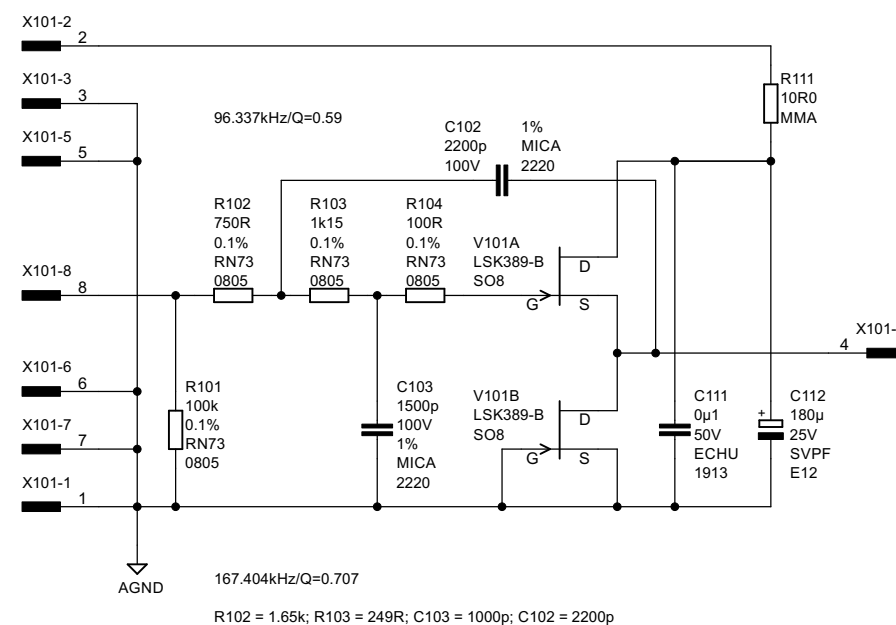 X101-2
2
X101-3
3
X101-5
5
96.337kHz/Q=0.59
C102
2200p
100V
1%
MICA
2220
R111
10R0
MMA
R102
750R
0.1%
RN73
0805
R103
1k15
0.1%
RN73
0805
R104
100R
0.1%
RN73
0805
V101A
LSK389-B
SO8
D
G
S
X101-8
8
X101-
4
X101-6
6
X101-7
7
X101-1
1
R101
100k
0.1%
RN73
0805
C103
1500p
100V
1%
MICA
2220
V101B
LSK389-B
SO8
D
G
S
C111
0µ1
50V
ECHU
1913
+
C112
180µ
25V
SVPF
E12
AGND
167.404kHz/Q=0.707
R102 = 1.65k; R103 = 249R; C103 = 1000p; C102 = 2200p